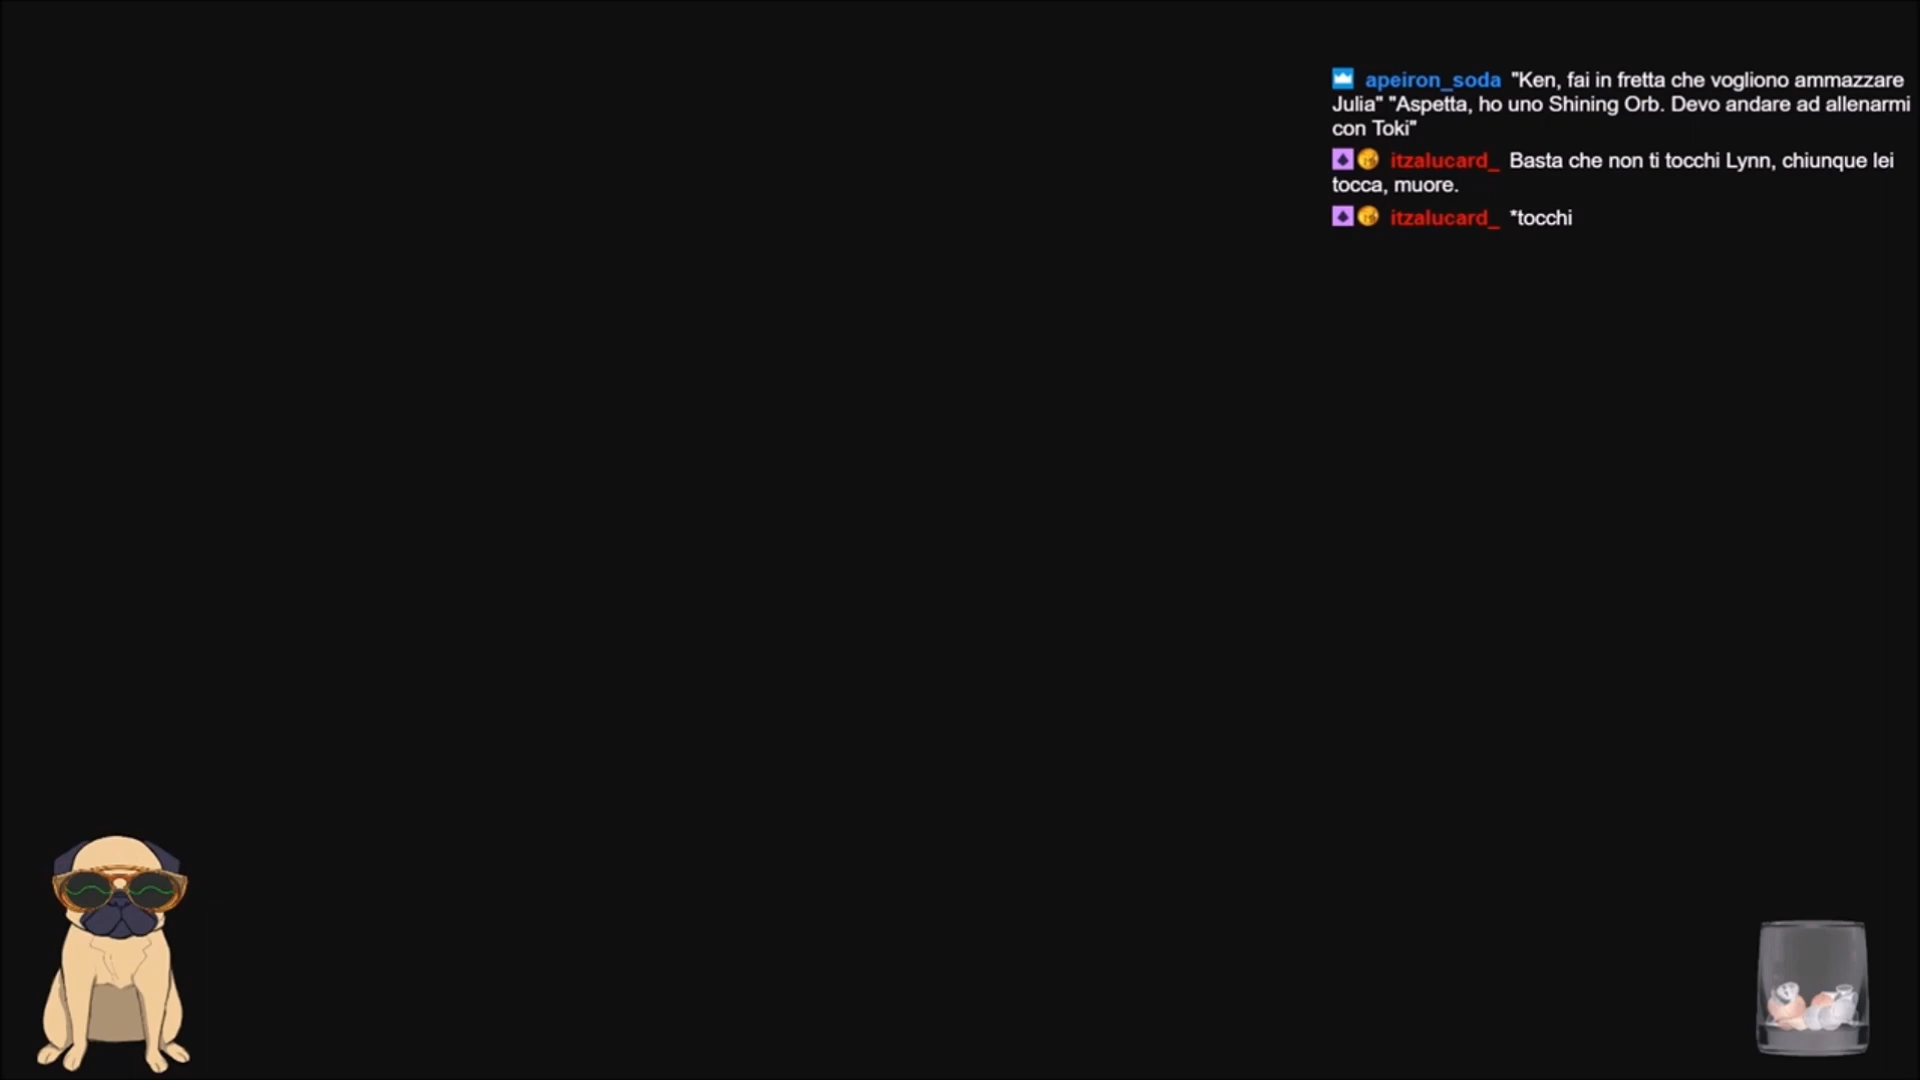 apeiron_soda "Ken, fai in fretta che vogliono ammazzare
Julia" "Aspetta, ho uno Shining Orb. Devo andare ad allenarmi
con Toki"
itzalucard_ Basta che non ti tocchi Lynn, chiunque lei
tocca, muore.
itzalucard_ *tocchi